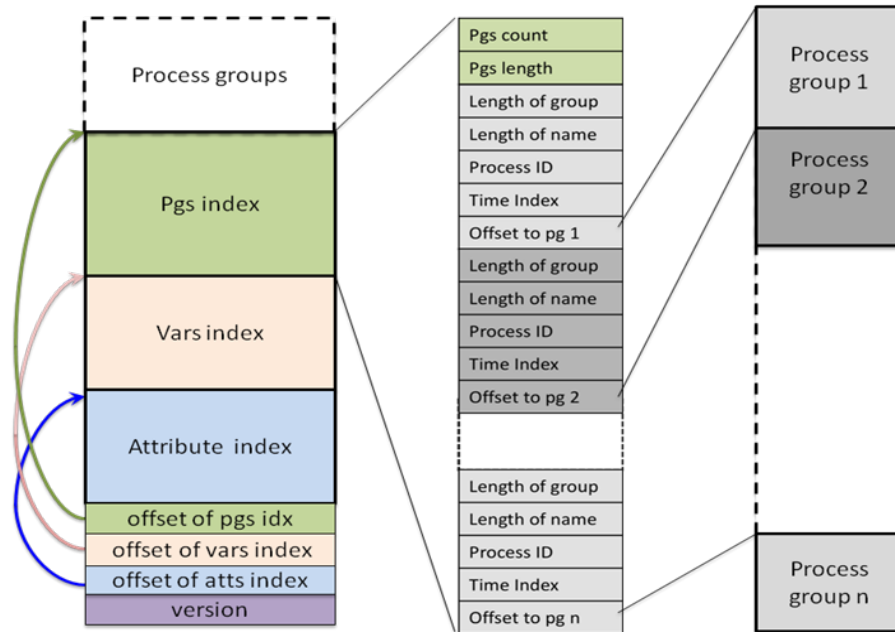 Process groups
Pgs index
Vars index
Attribute index
offset of pgs idx
offset of vars index
offset of atts index
version
Pgs count
Pgs length
Length of group
Length of name
Process ID
Time Index
Offset to pg 1
Length of group
Length of name
Process ID
Time Index
Offset to pg 2
Length of group
Length of name
Process ID
Time Index
Offset to pg n
Process
group 1
Process
group 2
Process
group n